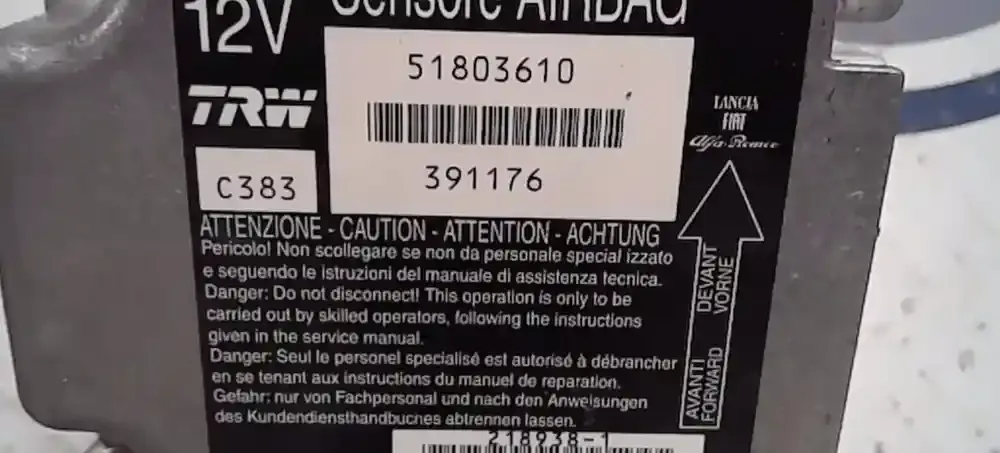 12V
Sensore AIRBAG
51803610
TRW
391176
C383
LANCIA
FIAT
Alfa Romeo
ATTENZIONE - CAUTION - ATTENTION - ACHTUNG
Pericolo! Non scollegare se non da personale special izzato
e seguendo le istruzioni del manuale di assistenza tecnica.
Danger: Do not disconnect! This operation is only to be
carried out by skilled operators, following the instructions
given in the service manual.
Danger: Seul le personel specialisé est autorisé à débrancher
en se tenant aux instructions du manuel de reparation.
Gefahr: nur von Fachpersonal und nach den Anweisungen
des Kundendiensthandbuches abtrennen lassen.
AVANTI DEVANT
FORWARD VORNE
218938-1